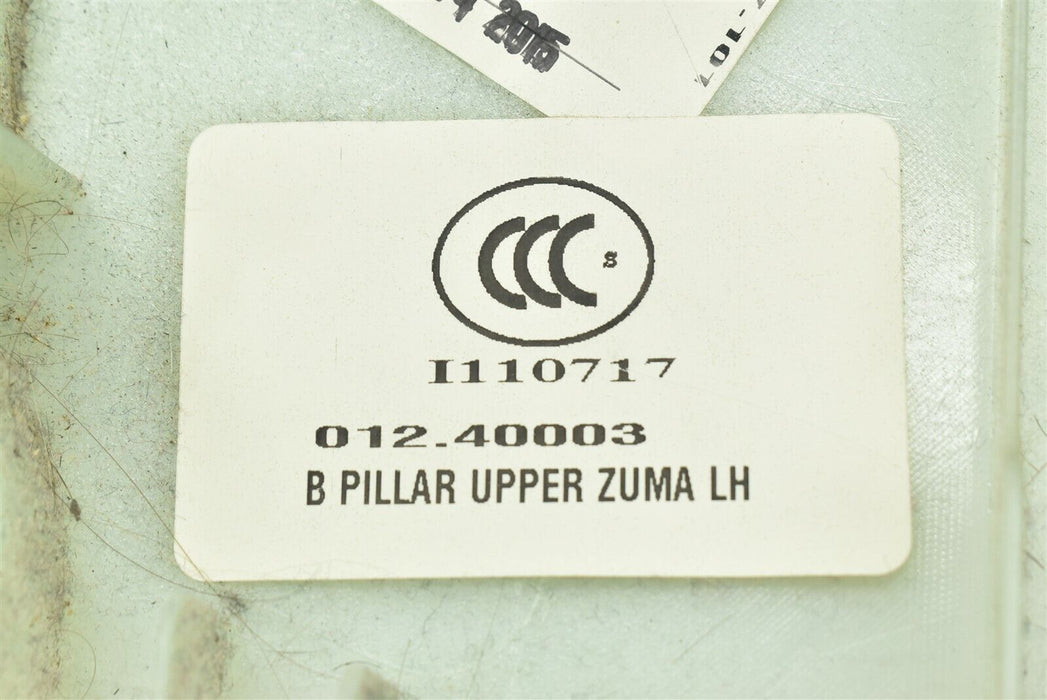 2015
CCC S
I110717
012.40003
B PILLAR UPPER ZUMA LH